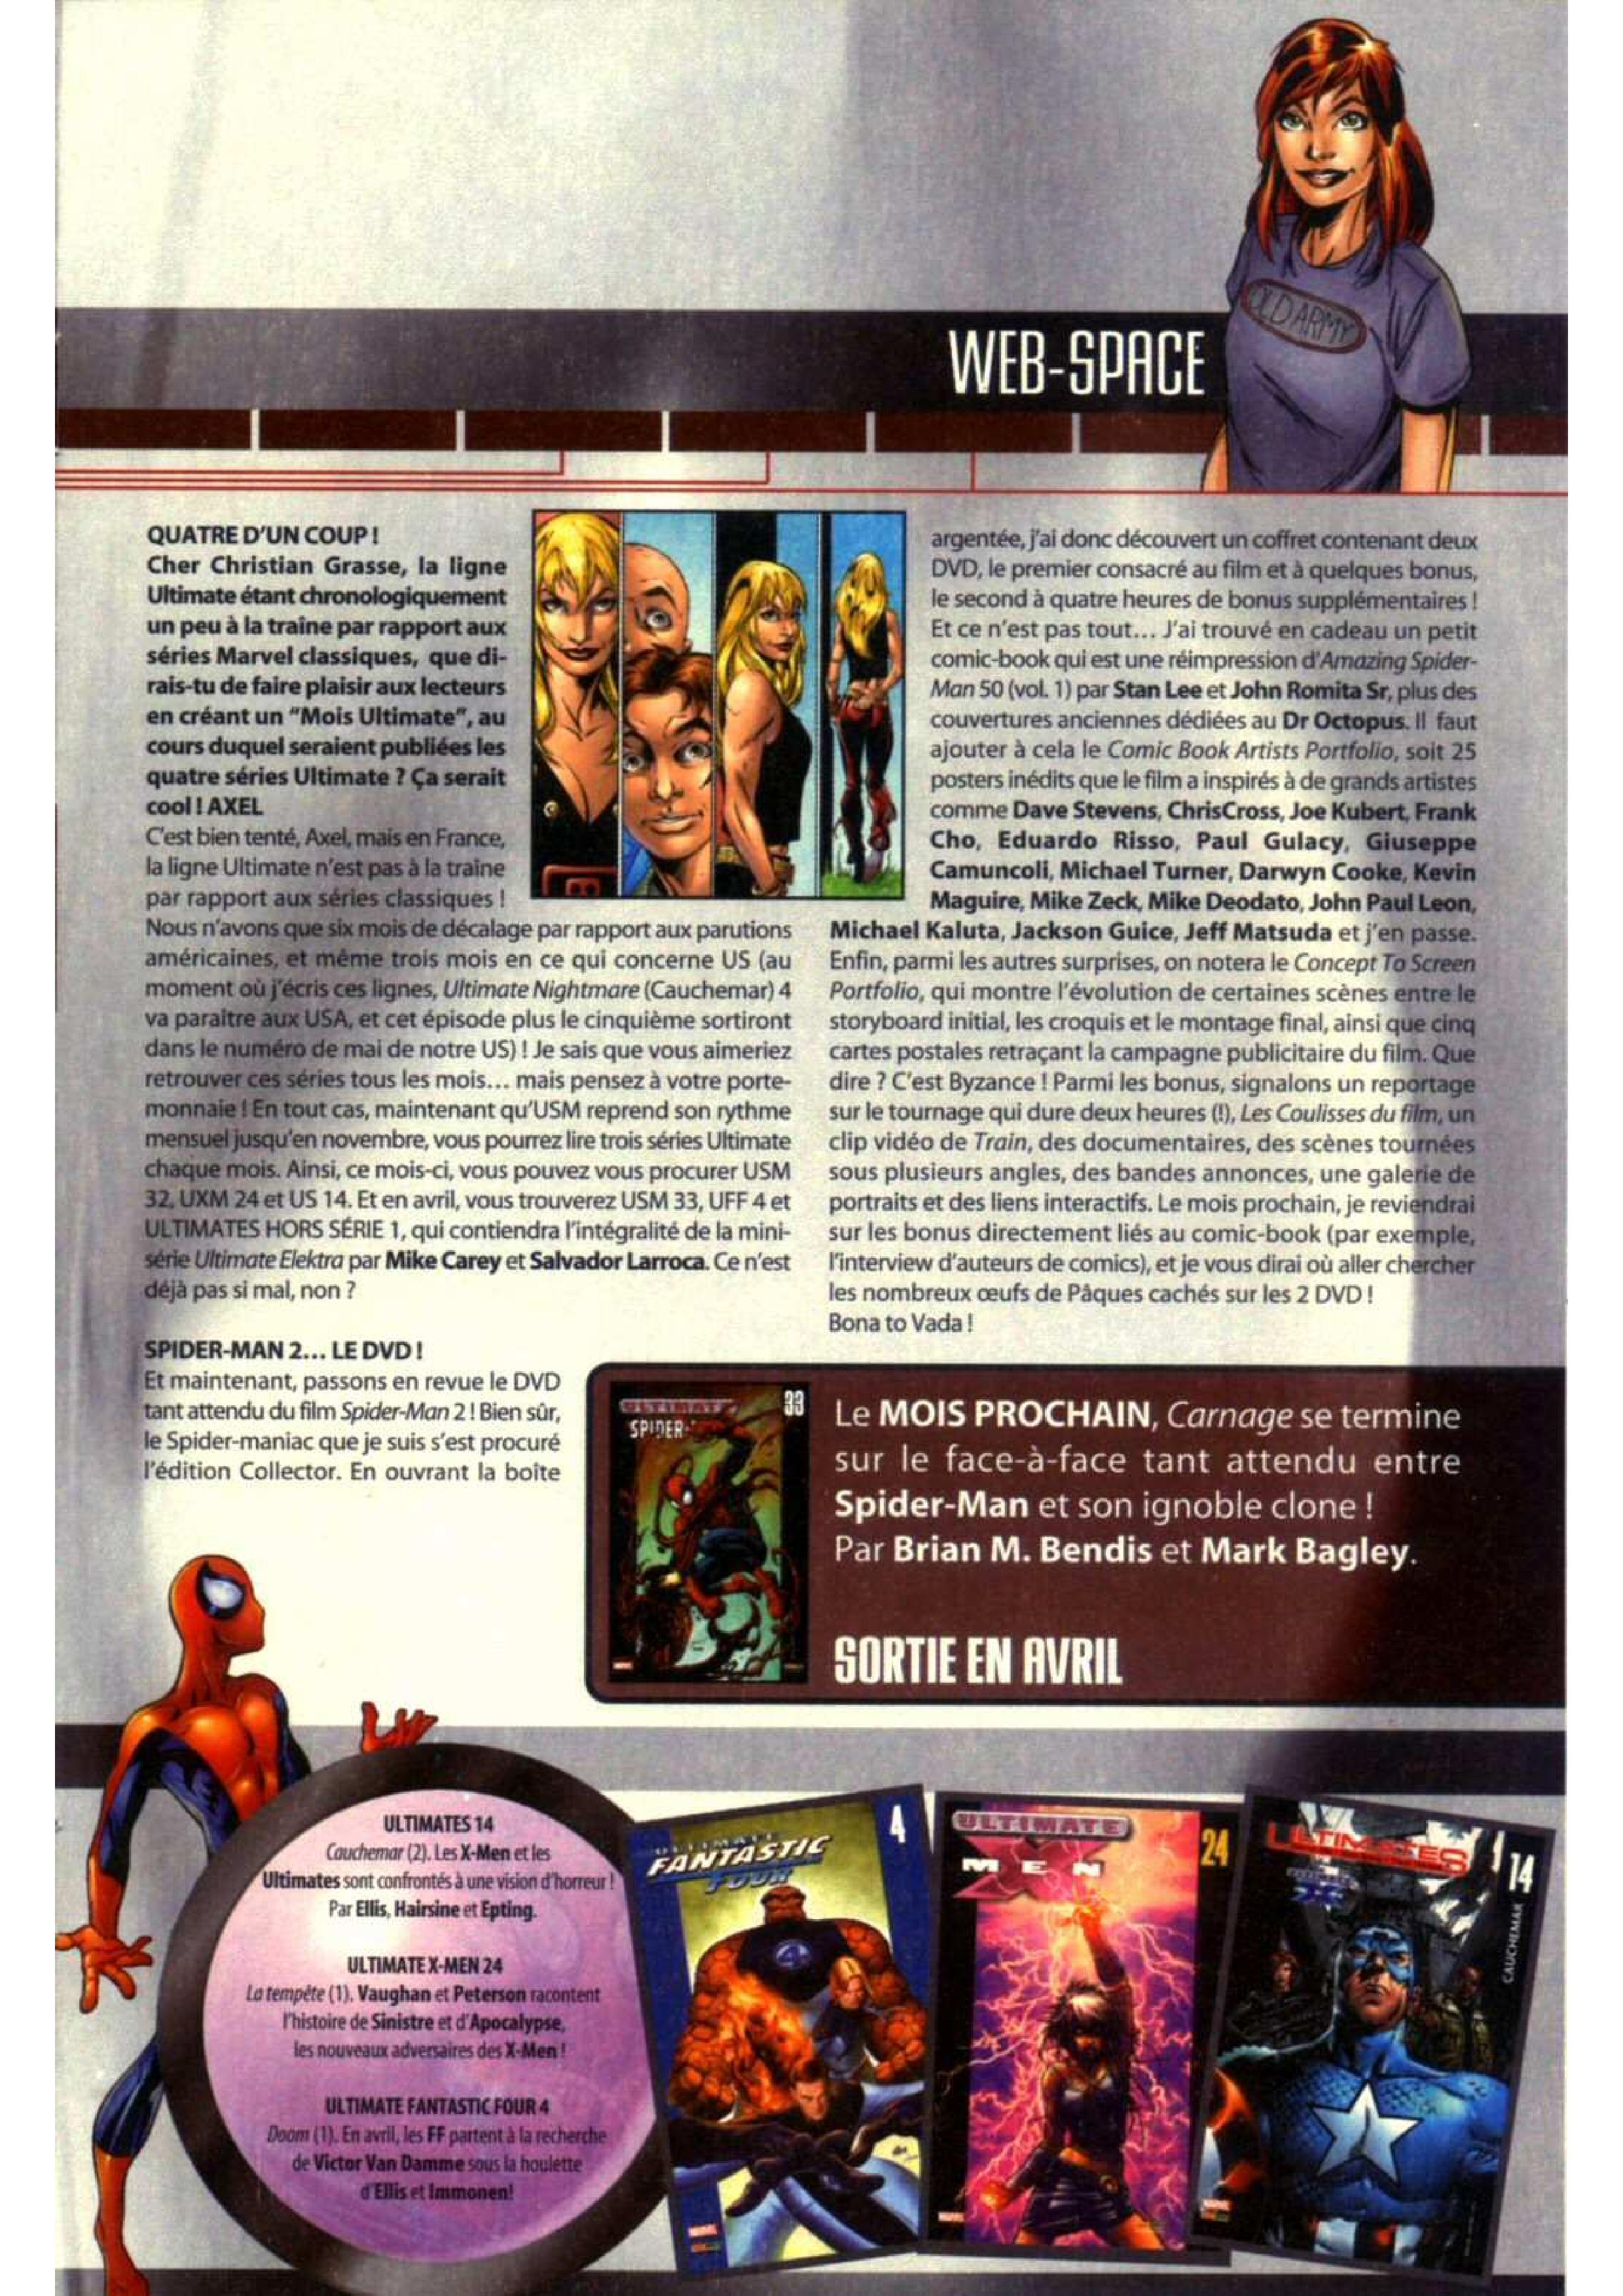 OLD ARMY
WEB-SPACE
QUATRE D'UN COUP !
Cher Christian Grasse, la ligne
Ultimate étant chronologiquement
un peu à la traîne par rapport aux
séries Marvel classiques, que di-
rais-tu de faire plaisir aux lecteurs
en créant un "Mois Ultimate", au
cours duquel seraient publiées les
quatre séries Ultimate ? Ça serait
cool ! AXEL
C'est bien tenté, Axel, mais en France,
la ligne Ultimate n'est pas à la traîne
par rapport aux séries classiques !
Nous n'avons que six mois de décalage par rapport aux parutions
américaines, et même trois mois en ce qui concerne US (au
moment où j'écris ces lignes, Ultimate Nightmare (Cauchemar) 4
va paraître aux USA, et cet épisode plus le cinquième sortiront
dans le numéro de mai de notre US) ! Je sais que vous aimeriez
retrouver ces séries tous les mois... mais pensez à votre porte-
monnaie ! En tout cas, maintenant qu'USM reprend son rythme
mensuel jusqu'en novembre, vous pourrez lire trois séries Ultimate
chaque mois. Ainsi, ce mois-ci, vous pouvez vous procurer USM
32, UXM 24 et US 14. Et en avril, vous trouverez USM 33, UFF 4 et
ULTIMATES HORS SÉRIE 1, qui contiendra l'intégralité de la mini-
série Ultimate Elektra par Mike Carey et Salvador Larroca. Ce n'est
déjà pas si mal, non ?
SPIDER-MAN 2... LE DVD !
Et maintenant, passons en revue le DVD
tant attendu du film Spider-Man 2 ! Bien sûr,
le Spider-maniac que je suis s'est procuré
l'édition Collector. En ouvrant la boîte
argentée, j'ai donc découvert un coffret contenant deux
DVD, le premier consacré au film et à quelques bonus,
le second à quatre heures de bonus supplémentaires !
Et ce n'est pas tout... J'ai trouvé en cadeau un petit
comic-book qui est une réimpression d'Amazing Spider-
Man 50 (vol. 1) par Stan Lee et John Romita Sr, plus des
couvertures anciennes dédiées au Dr Octopus. Il faut
ajouter à cela le Comic Book Artists Portfolio, soit 25
posters inédits que le film a inspirés à de grands artistes
comme Dave Stevens, ChrisCross, Joe Kubert, Frank
Cho, Eduardo Risso, Paul Gulacy, Giuseppe
Camuncoli, Michael Turner, Darwyn Cooke, Kevin
Maguire, Mike Zeck, Mike Deodato, John Paul Leon,
Michael Kaluta, Jackson Guice, Jeff Matsuda et j'en passe.
Enfin, parmi les autres surprises, on notera le Concept To Screen
Portfolio, qui montre l'évolution de certaines scènes entre le
storyboard initial, les croquis et le montage final, ainsi que cinq
cartes postales retraçant la campagne publicitaire du film. Que
dire ? C'est Byzance ! Parmi les bonus, signalons un reportage
sur le tournage qui dure deux heures (!), Les Coulisses du film, un
clip vidéo de Train, des documentaires, des scènes tournées
sous plusieurs angles, des bandes annonces, une galerie de
portraits et des liens interactifs. Le mois prochain, je reviendrai
sur les bonus directement liés au comic-book (par exemple,
l'interview d'auteurs de comics), et je vous dirai où aller chercher
les nombreux œufs de Pâques cachés sur les 2 DVD !
Bona to Vada !
ULTIMATE
SPIDER-
33
Le MOIS PROCHAIN, Carnage se termine
sur le face-à-face tant attendu entre
Spider-Man et son ignoble clone !
Par Brian M. Bendis et Mark Bagley.
SORTIE EN AVRIL
ULTIMATES 14
Cauchemar (2). Les X-Men et les
Ultimates sont confrontés à une vision d'horreur !
Par Ellis, Hairsine et Epting.
ULTIMATE X-MEN 24
La tempête (1). Vaughan et Peterson racontent
l'histoire de Sinistre et d'Apocalypse,
les nouveaux adversaires des X-Men !
ULTIMATE FANTASTIC FOUR 4
Doom (1). En avril, les FF partent à la recherche
de Victor Van Damme sous la houlette
d'Ellis et Immonen!
ULTIMATE
FANTASTIC
FOUR
4
MARVEL
ULTIMATE
X MEN
24
MARVEL
ULTIMATES
14
CAUCHEMAR
MARVEL